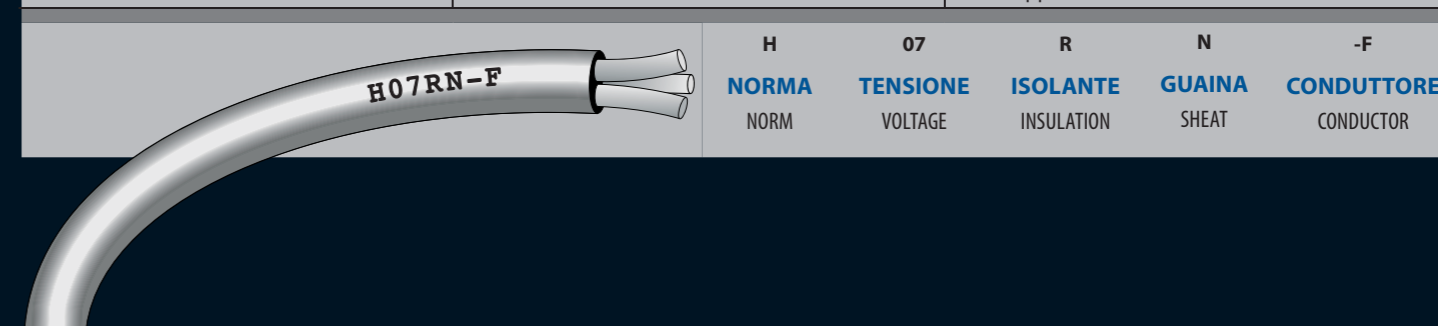 H07RN-F
H 07 R N -F
NORMA TENSIONE ISOLANTE GUAINA CONDUTTORE
NORM VOLTAGE INSULATION SHEAT CONDUCTOR